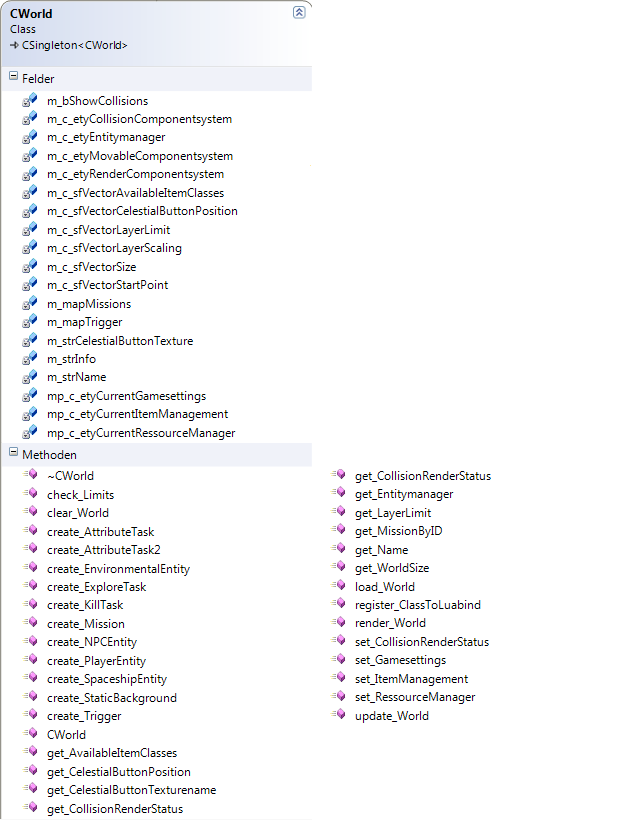 CWorld
Class
CSingleton<CWorld>
Felder
m_bShowCollisions
m_c_etyCollisionComponentsystem
m_c_etyEntitymanager
m_c_etyMovableComponentsystem
m_c_etyRenderComponentsystem
m_c_sfVectorAvailableItemClasses
m_c_sfVectorCelestialButtonPosition
m_c_sfVectorLayerLimit
m_c_sfVectorLayerScaling
m_c_sfVectorSize
m_c_sfVectorStartPoint
m_mapMissions
m_mapTrigger
m_strCelestialButtonTexture
m_strInfo
m_strName
mp_c_etyCurrentGamesettings
mp_c_etyCurrentItemManagement
mp_c_etyCurrentRessourceManager
Methoden
~CWorld
check_Limits
clear_World
create_AttributeTask
create_AttributeTask2
create_EnvironmentalEntity
create_ExploreTask
create_KillTask
create_Mission
create_NPCEntity
create_PlayerEntity
create_SpaceshipEntity
create_StaticBackground
create_Trigger
CWorld
get_AvailableItemClasses
get_CelestialButtonPosition
get_CelestialButtonTexturename
get_CollisionRenderStatus
get_CollisionRenderStatus
get_Entitymanager
get_LayerLimit
get_MissionByID
get_Name
get_WorldSize
load_World
register_ClassToLuabind
render_World
set_CollisionRenderStatus
set_Gamesettings
set_ItemManagement
set_RessourceManager
update_World